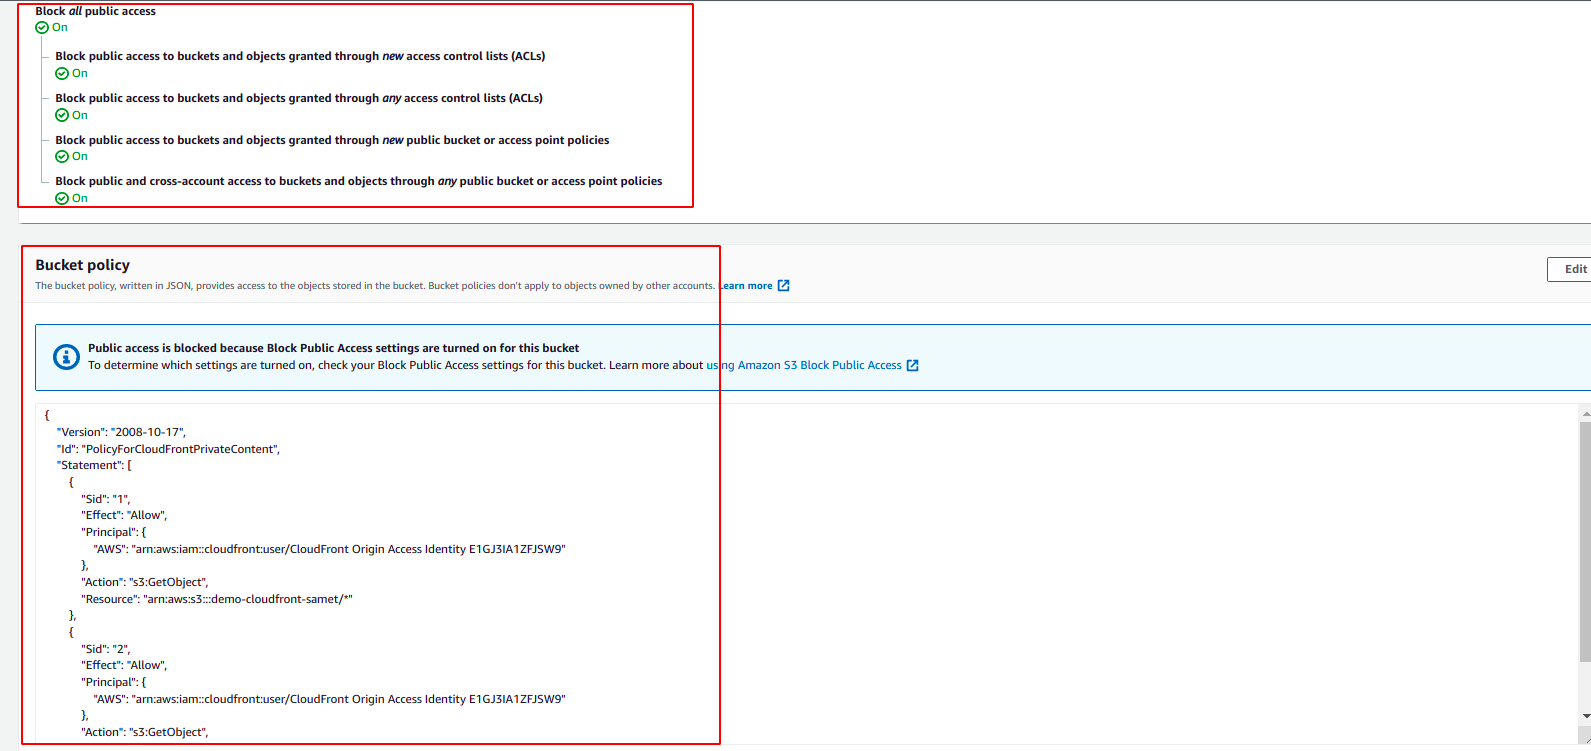 Block all public access
On
Block public access to buckets and objects granted through new access control lists (ACLs)
On
Block public access to buckets and objects granted through any access control lists (ACLs)
On
Block public access to buckets and objects granted through new public bucket or access point policies
On
Block public and cross-account access to buckets and objects through any public bucket or access point policies
On
Bucket policy
Edit
The bucket policy, written in JSON, provides access to the objects stored in the bucket. Bucket policies don't apply to objects owned by other accounts. Learn more
Public access is blocked because Block Public Access settings are turned on for this bucket
To determine which settings are turned on, check your Block Public Access settings for this bucket. Learn more about using Amazon S3 Block Public Access
{
"Version": "2008-10-17",
"Id": "PolicyForCloudFrontPrivateContent",
"Statement": [
{
"Sid": "1",
"Effect": "Allow",
"Principal": {
"AWS": "arn:aws:iam::cloudfront:user/CloudFront Origin Access Identity E1GJ3IA1ZFJSW9"
},
"Action": "s3:GetObject",
"Resource": "arn:aws:s3:::demo-cloudfront-samet/*"
},
{
"Sid": "2",
"Effect": "Allow",
"Principal": {
"AWS": "arn:aws:iam::cloudfront:user/CloudFront Origin Access Identity E1GJ3IA1ZFJSW9"
},
"Action": "s3:GetObject",